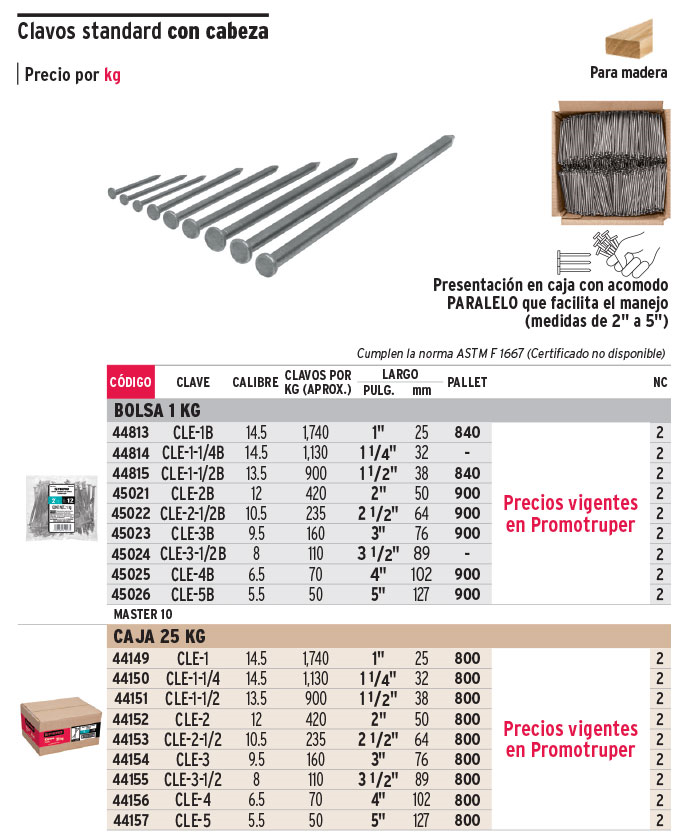 Clavos standard con cabeza
Precio por kg
Para madera
Presentación en caja con acomodo
PARALELO que facilita el manejo
(medidas de 2" a 5")
Cumplen la norma ASTM F 1667 (Certificado no disponible)
CÓDIGO CLAVE CALIBRE CLAVOS POR KG (APROX.) LARGO PULG. mm PALLET NC
BOLSA 1 KG
44813 CLE-1B 14.5 1,740 1" 25 840 2
44814 CLE-1-1/4B 14.5 1,130 1 1/4" 32 - 2
44815 CLE-1-1/2B 13.5 900 1 1/2" 38 840 2
45021 CLE-2B 12 420 2" 50 900 2
45022 CLE-2-1/2B 10.5 235 2 1/2" 64 900 2
45023 CLE-3B 9.5 160 3" 76 900 2
45024 CLE-3-1/2B 8 110 3 1/2" 89 - 2
45025 CLE-4B 6.5 70 4" 102 900 2
45026 CLE-5B 5.5 50 5" 127 900 2
Precios vigentes
en Promotruper
MASTER 10
CAJA 25 KG
44149 CLE-1 14.5 1,740 1" 25 800 2
44150 CLE-1-1/4 14.5 1,130 1 1/4" 32 800 2
44151 CLE-1-1/2 13.5 900 1 1/2" 38 800 2
44152 CLE-2 12 420 2" 50 800 2
44153 CLE-2-1/2 10.5 235 2 1/2" 64 800 2
44154 CLE-3 9.5 160 3" 76 800 2
44155 CLE-3-1/2 8 110 3 1/2" 89 800 2
44156 CLE-4 6.5 70 4" 102 800 2
44157 CLE-5 5.5 50 5" 127 800 2
Precios vigentes
en Promotruper